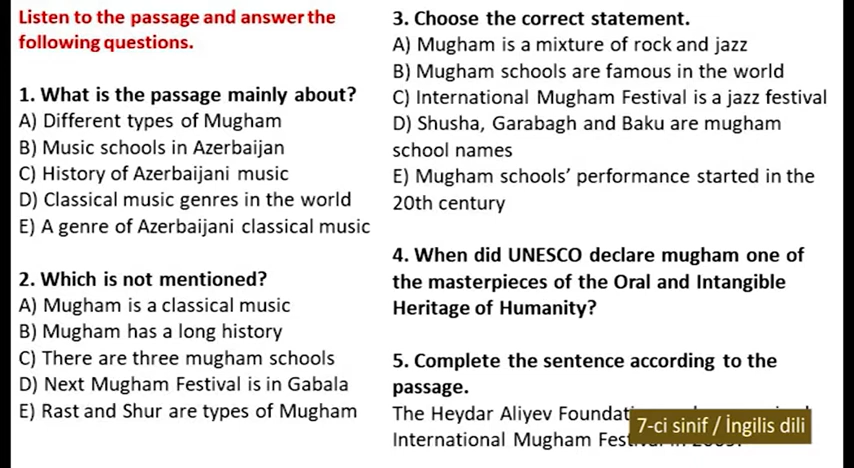 Listen to the passage and answer the
following questions.
1. What is the passage mainly about?
A) Different types of Mugham
B) Music schools in Azerbaijan
C) History of Azerbaijani music
D) Classical music genres in the world
E) A genre of Azerbaijani classical music
2. Which is not mentioned?
A) Mugham is a classical music
B) Mugham has a long history
C) There are three mugham schools
D) Next Mugham Festival is in Gabala
E) Rast and Shur are types of Mugham
3. Choose the correct statement.
A) Mugham is a mixture of rock and jazz
B) Mugham schools are famous in the world
C) International Mugham Festival is a jazz festival
D) Shusha, Garabagh and Baku are mugham
school names
E) Mugham schools’ performance started in the
20th century
4. When did UNESCO declare mugham one of
the masterpieces of the Oral and Intangible
Heritage of Humanity?
5. Complete the sentence according to the
passage.
The Heydar Aliyev
International Mugham
7-ci sinif / İngilis dili